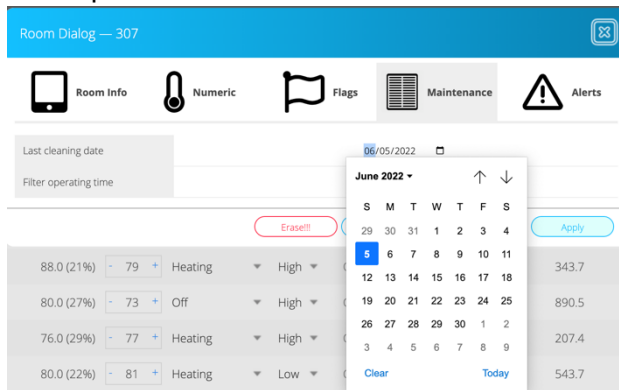 Room Dialog — 307
Room Info Numeric Flags Maintenance Alerts
Last cleaning date 06/05/2022
Filter operating time
June 2022
S M T W T F S
29 30 31 1 2 3 4
5 6 7 8 9 10 11
12 13 14 15 16 17 18
19 20 21 22 23 24 25
26 27 28 29 30 1 2
3 4 5 6 7 8 9
Clear Today
Erase!!! Apply
88.0 (21%) - 79 + Heating High 343.7
80.0 (27%) - 73 + Off High 890.5
76.0 (29%) - 77 + Heating High 207.4
80.0 (22%) - 81 + Heating Low 543.7